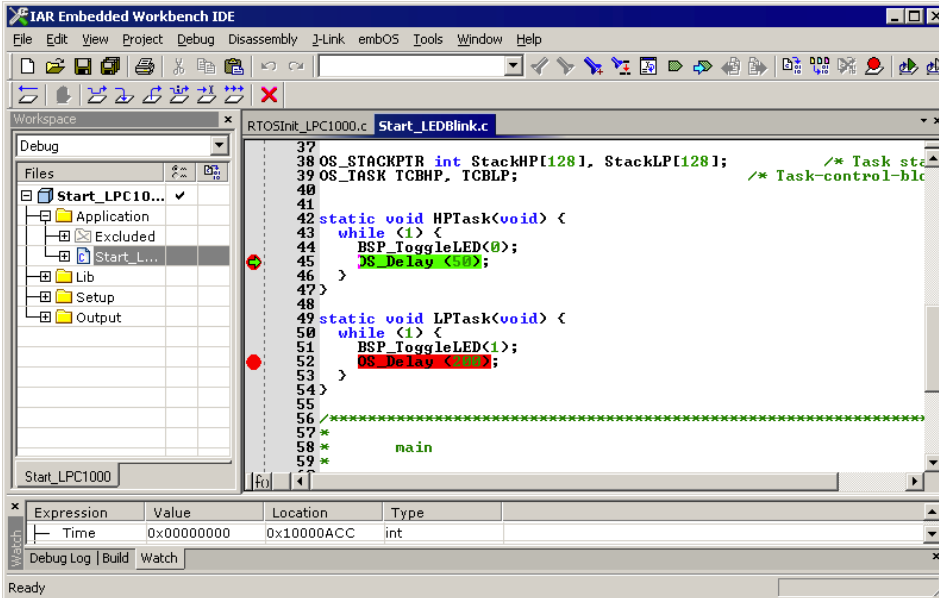 IAR Embedded Workbench IDE
File Edit View Project Debug Disassembly J-Link embOS Tools Window Help
Workspace
RTOSInit_LPC1000.c Start_LEDBlink.c
Debug
Files
Start_LPC10...
Application
Excluded
Start_L...
Lib
Setup
Output
Start_LPC1000
37
38 OS_STACKPTR int StackHP[128], StackLP[128]; /* Task sta
39 OS_TASK TCBHP, TCBLP; /* Task-control-blo
40
41
42 static void HPTask(void) {
43 while (1) {
44 BSP_ToggleLED(0);
45 OS_Delay (50);
46 }
47 }
48
49 static void LPTask(void) {
50 while (1) {
51 BSP_ToggleLED(1);
52 OS_Delay (200);
53 }
54 }
55
56 /****************************************************************
57 *
58 * main
59 *
f()
Expression Value Location Type
Time 0x00000000 0x10000ACC int
Watch
Debug Log Build Watch
Ready